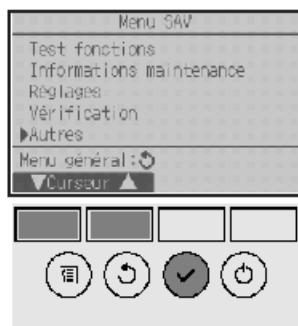 Menu SAV
Test fonctions
Informations maintenance
Réglages
Vérification
▶Autres
Menu général:
▼Curseur▲